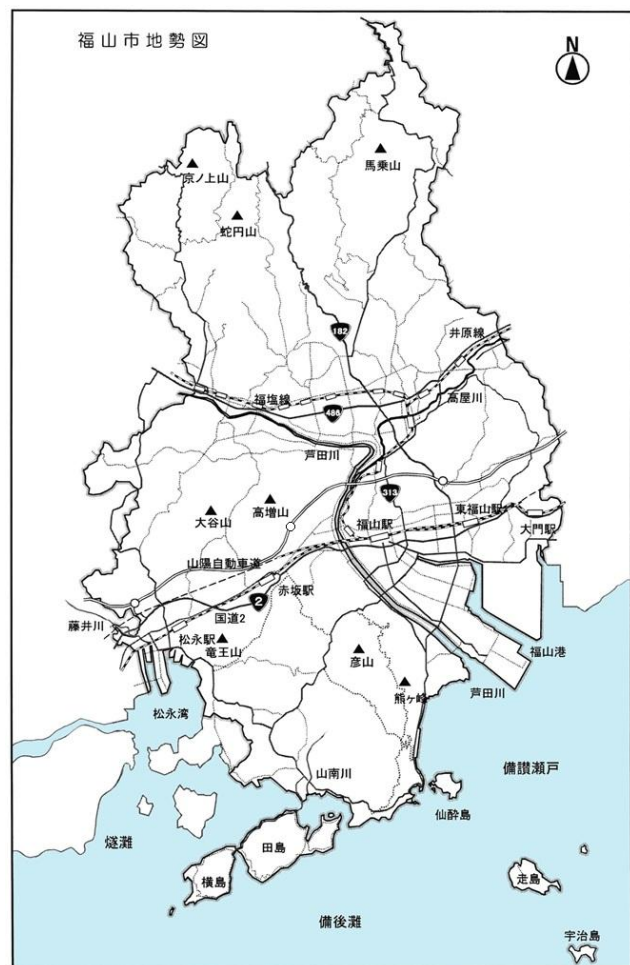 福山市地勢図
N
馬乗山
京ノ上山
蛇円山
182
井原線
福塩線
486
高屋川
芦田川
313
高増山
大谷山
福山駅
東福山駅
大門駅
山陽自動車道
赤坂駅
2
国道2
藤井川
松永駅
竜王山
彦山
福山港
熊ヶ峰
芦田川
松永湾
備讃瀬戸
山南川
仙酔島
燧灘
田島
横島
走島
備後灘
宇治島